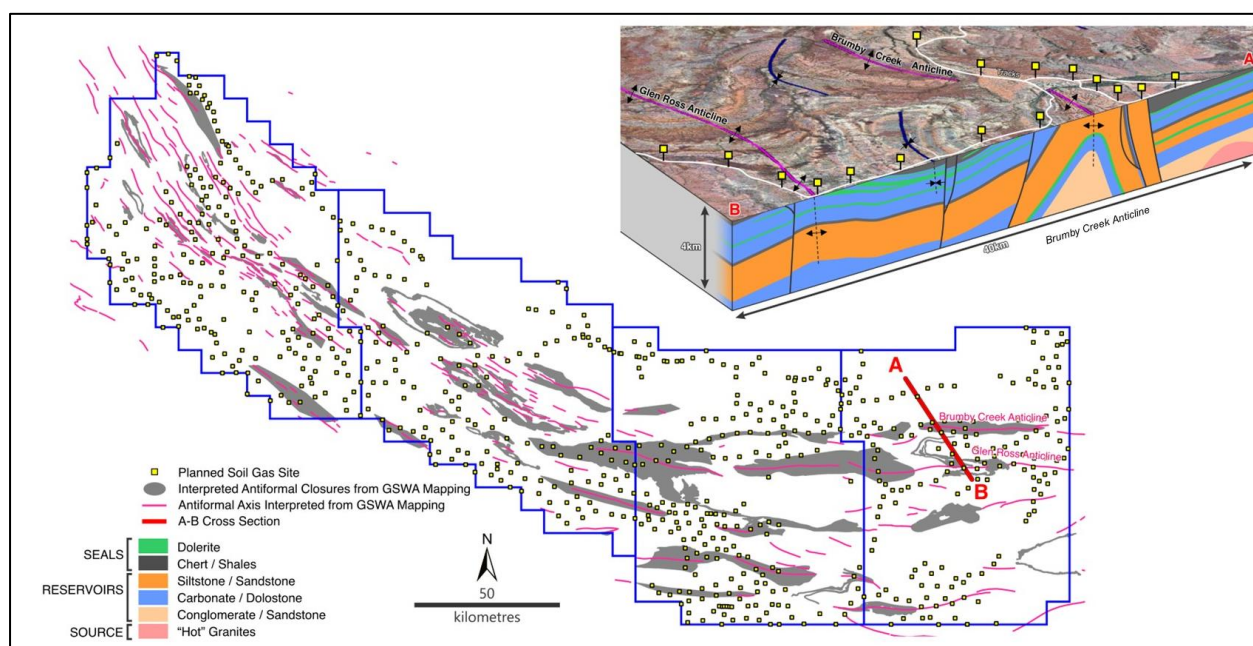 Brumby Creek Anticline
Tracks
A
Glen Ross Anticline
B
4km
40km
Brumby Creek Anticline
A
Brumby Creek Anticline
Glen Ross Anticline
B
Planned Soil Gas Site
Interpreted Antiformal Closures from GSWA Mapping
Antiformal Axis Interpreted from GSWA Mapping
A-B Cross Section
SEALS
Dolerite
Chert / Shales
RESERVOIRS
Siltstone / Sandstone
Carbonate / Dolostone
Conglomerate / Sandstone
SOURCE
"Hot" Granites
N
50
kilometres